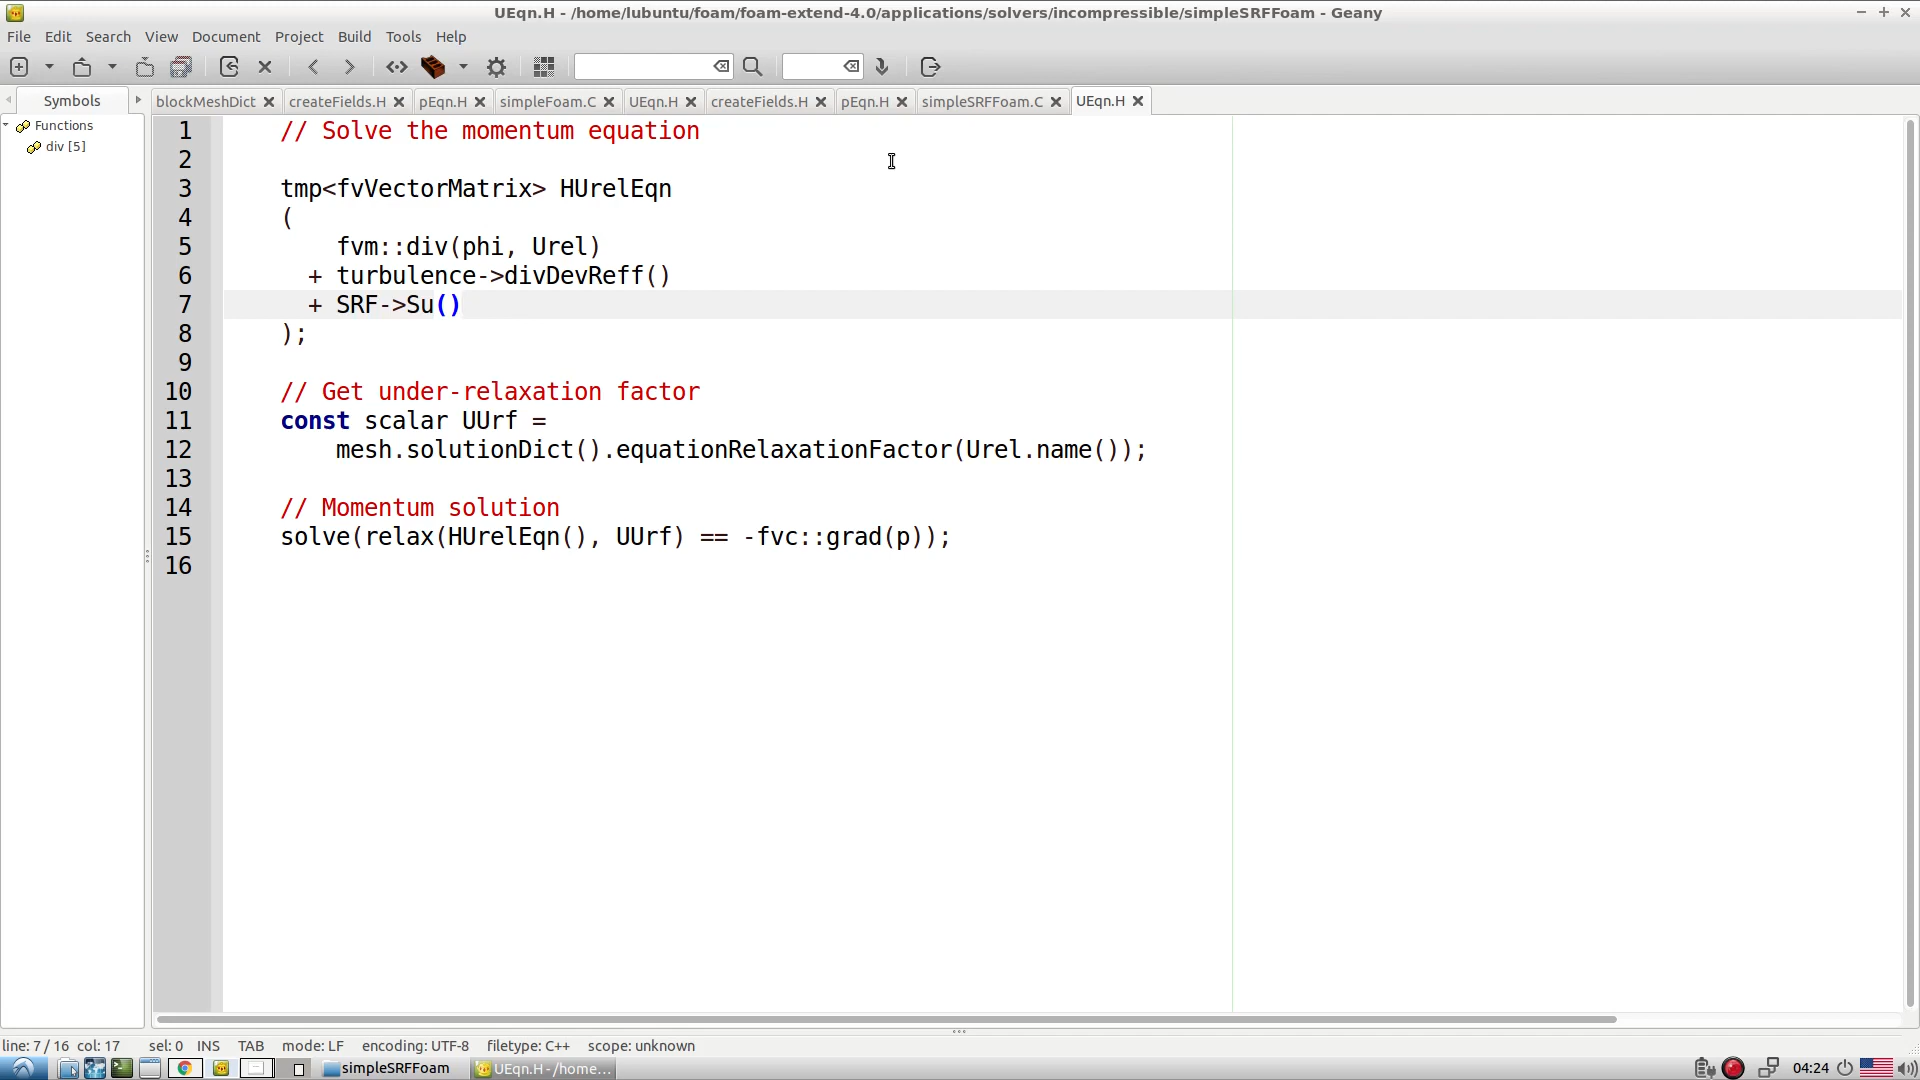 UEqn.H - /home/lubuntu/foam/foam-extend-4.0/applications/solvers/incompressible/simpleSRFFoam - Geany
File Edit Search View Document Project Build Tools Help
Symbols
blockMeshDict createFields.H pEqn.H simpleFoam.C UEqn.H createFields.H pEqn.H simpleSRFFoam.C UEqn.H
Functions
div [5]
1 // Solve the momentum equation
2
3 tmp<fvVectorMatrix> HUrelEqn
4 (
5 fvm::div(phi, Urel)
6 + turbulence->divDevReff()
7 + SRF->Su()
8 );
9
10 // Get under-relaxation factor
11 const scalar UUrf =
12 mesh.solutionDict().equationRelaxationFactor(Urel.name());
13
14 // Momentum solution
15 solve(relax(HUrelEqn(), UUrf) == -fvc::grad(p));
16
line: 7 / 16 col: 17 sel: 0 INS TAB mode: LF encoding: UTF-8 filetype: C++ scope: unknown
simpleSRFFoam UEqn.H - /home... 04:24